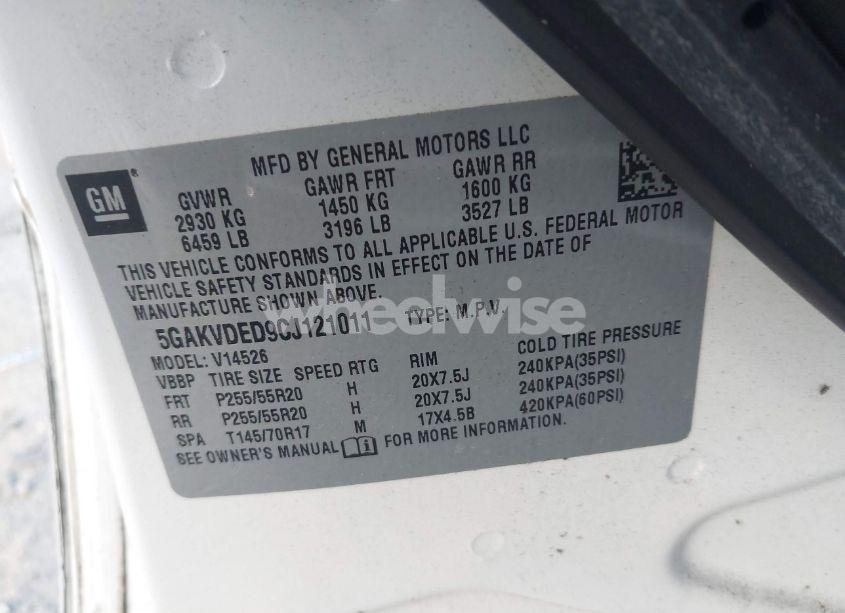 MFD BY GENERAL MOTORS LLC
GM
GVWR GAWR FRT GAWR RR
2930 KG 1450 KG 1600 KG
6459 LB 3196 LB 3527 LB
THIS VEHICLE CONFORMS TO ALL APPLICABLE U.S. FEDERAL MOTOR
VEHICLE SAFETY STANDARDS IN EFFECT ON THE DATE OF
MANUFACTURE SHOWN ABOVE.
wheelwise
5GAKVDED9CJ121011 TYPE: M.P.V.
MODEL: V14526
VBBP TIRE SIZE SPEED RTG RIM COLD TIRE PRESSURE
FRT P255/55R20 H 20X7.5J 240KPA(35PSI)
RR P255/55R20 H 20X7.5J 240KPA(35PSI)
SPA T145/70R17 M 17X4.5B 420KPA(60PSI)
SEE OWNER'S MANUAL i FOR MORE INFORMATION.